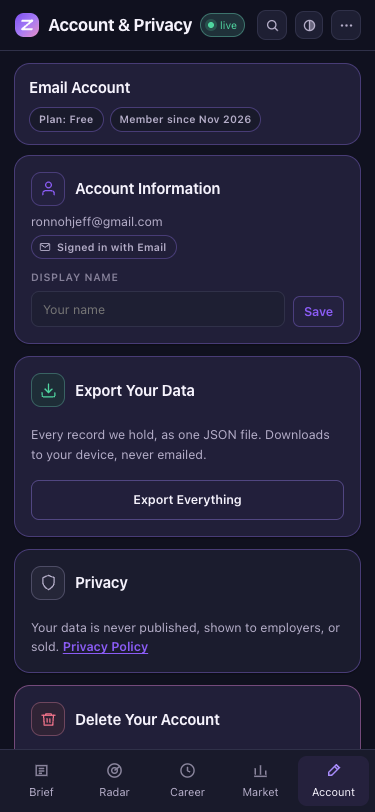 Z
Account & Privacy
live
Email Account
Plan: Free
Member since Nov 2026
Account Information
ronnohjeff@gmail.com
Signed in with Email
DISPLAY NAME
Your name
Save
Export Your Data
Every record we hold, as one JSON file. Downloads
to your device, never emailed.
Export Everything
Privacy
Your data is never published, shown to employers, or
sold. Privacy Policy
Delete Your Account
Brief
Radar
Career
Market
Account